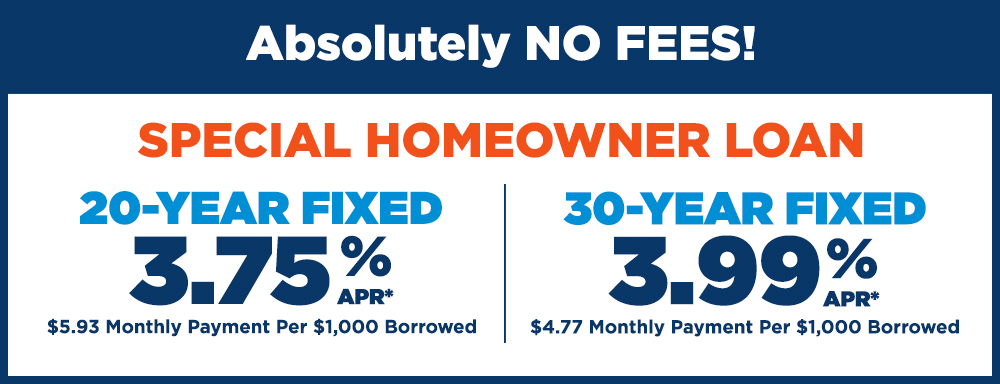 Absolutely NO FEES!
SPECIAL HOMEOWNER LOAN
20-YEAR FIXED
3.75% APR*
$5.93 Monthly Payment Per $1,000 Borrowed
30-YEAR FIXED
3.99% APR*
$4.77 Monthly Payment Per $1,000 Borrowed